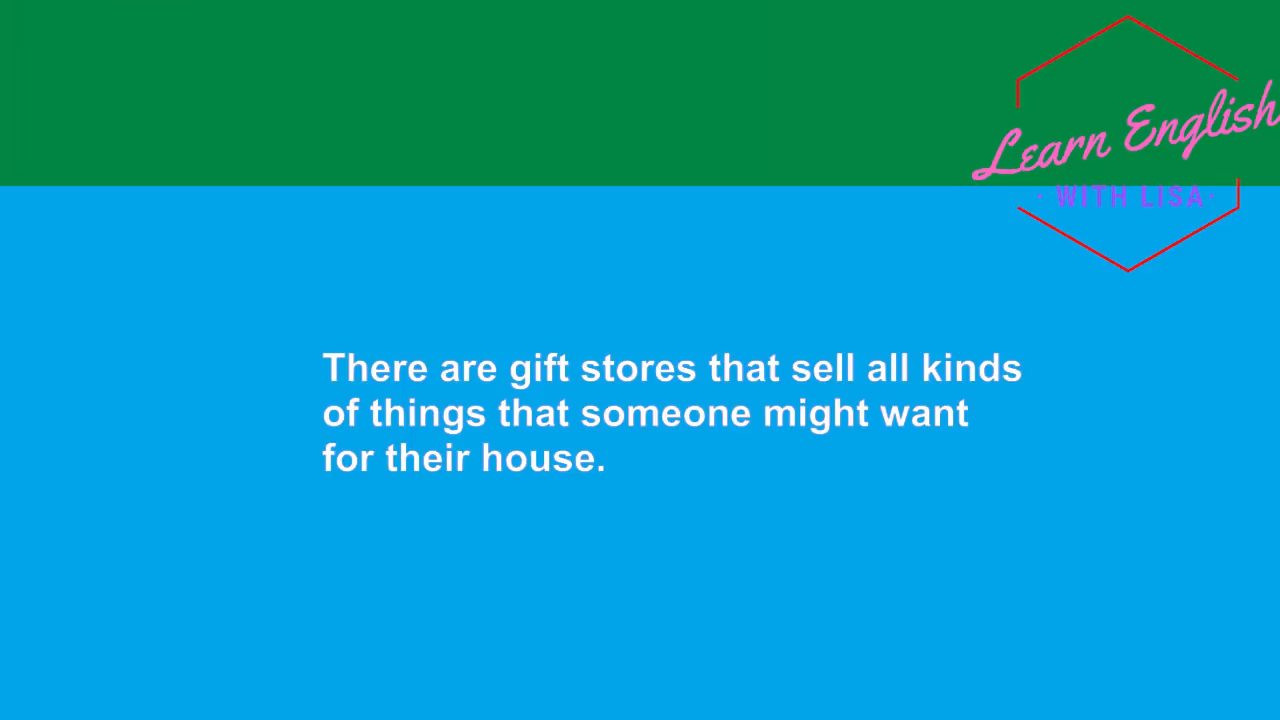 Learn English
· WITH LISA ·
There are gift stores that sell all kinds
of things that someone might want
for their house.